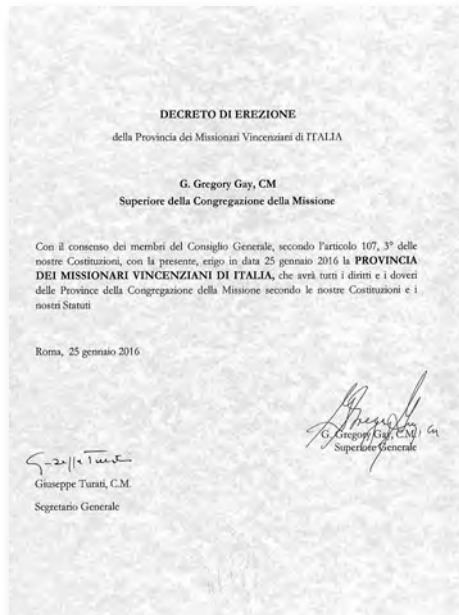 DECRETO DI EREZIONE
della Provincia dei Missionari Vincenziani di ITALIA
G. Gregory Gay, CM
Superiore della Congregazione della Missione
Con il consenso dei membri del Consiglio Generale, secondo l'articolo 107, 3° delle
nostre Costituzioni, con la presente, erigo in data 25 gennaio 2016 la PROVINCIA
DEI MISSIONARI VINCENZIANI DI ITALIA, che avrà tutti i diritti e i doveri
delle Province della Congregazione della Missione secondo le nostre Costituzioni e i
nostri Statuti
Roma, 25 gennaio 2016
G. Gregory Gay, C.M.
Superiore Generale
Giuseppe Turati, C.M.
Segretario Generale